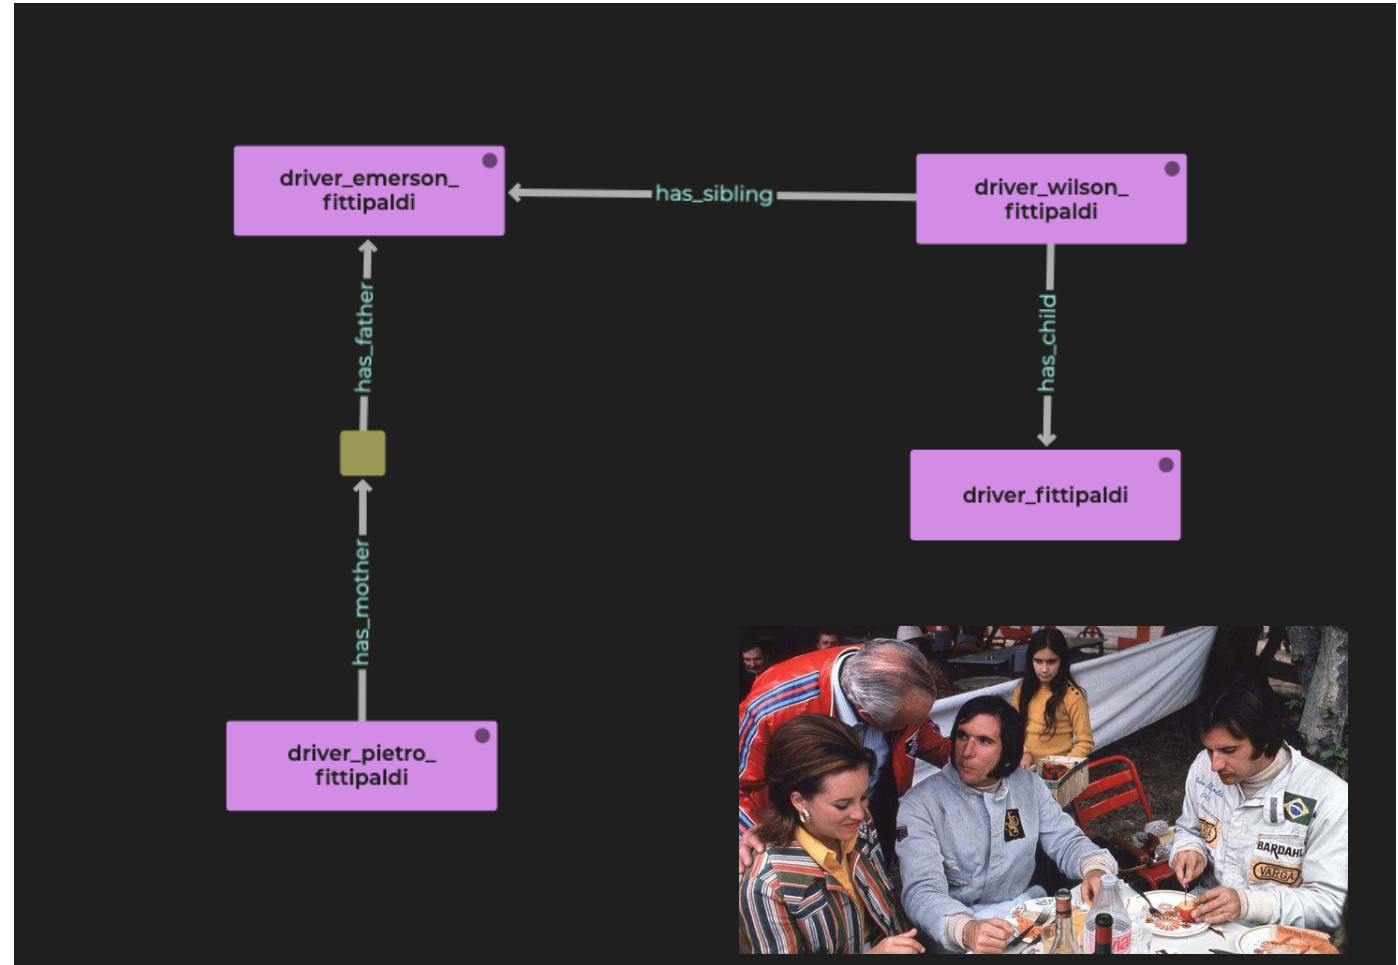 driver_emerson_
fittipaldi
has_sibling
driver_wilson_
fittipaldi
has_father
has_child
driver_fittipaldi
has_mother
driver_pietro_
fittipaldi
BARDAHL
VARGA